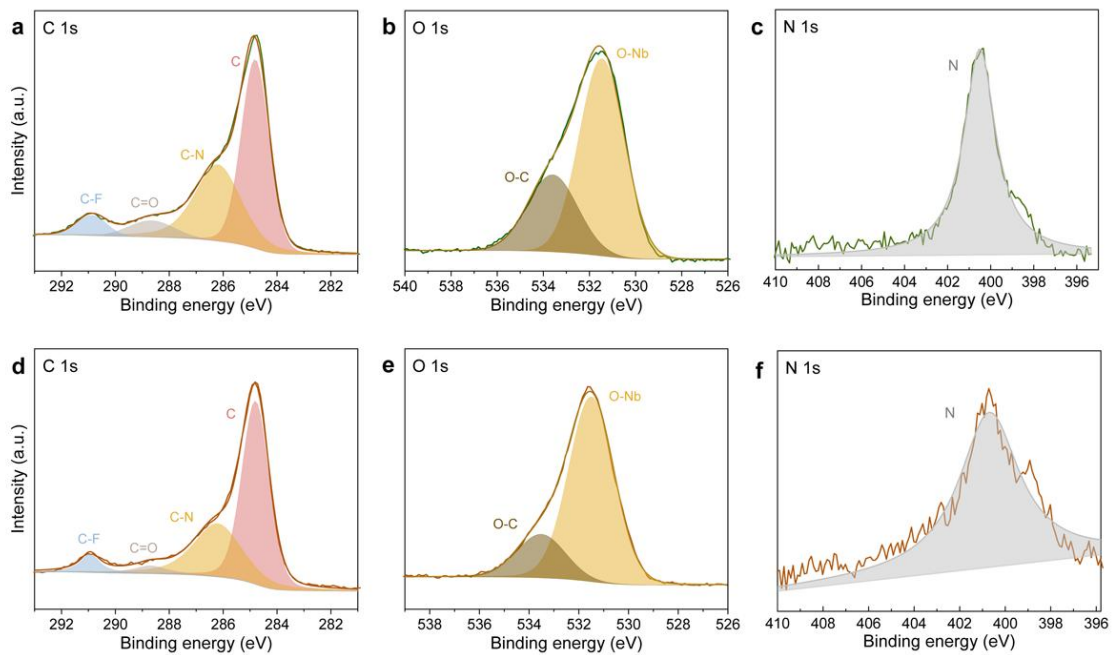 a
C 1s
C
C-N
C-F
C=O
Intensity (a.u.)
292 290 288 286 284 282
Binding energy (eV)
b
O 1s
O-Nb
O-C
540 538 536 534 532 530 528 526
Binding energy (eV)
c
N 1s
N
410 408 406 404 402 400 398 396
Binding energy (eV)
d
C 1s
C
C-N
C-F
C=O
Intensity (a.u.)
292 290 288 286 284 282
Binding energy (eV)
e
O 1s
O-Nb
O-C
538 536 534 532 530 528 526
Binding energy (eV)
f
N 1s
N
410 408 406 404 402 400 398 396
Binding energy (eV)